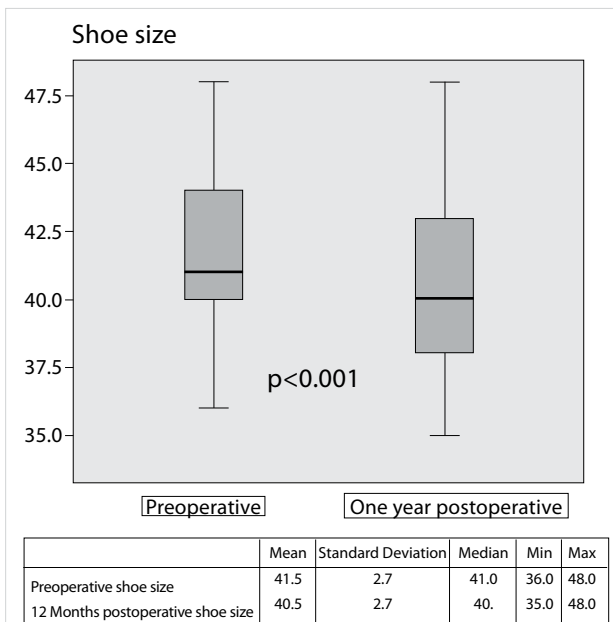 Shoe size
47.5
45.0
42.5
40.0
37.5
35.0
p<0.001
Preoperative One year postoperative
Mean Standard Deviation Median Min Max
Preoperative shoe size 41.5 2.7 41.0 36.0 48.0
12 Months postoperative shoe size 40.5 2.7 40. 35.0 48.0